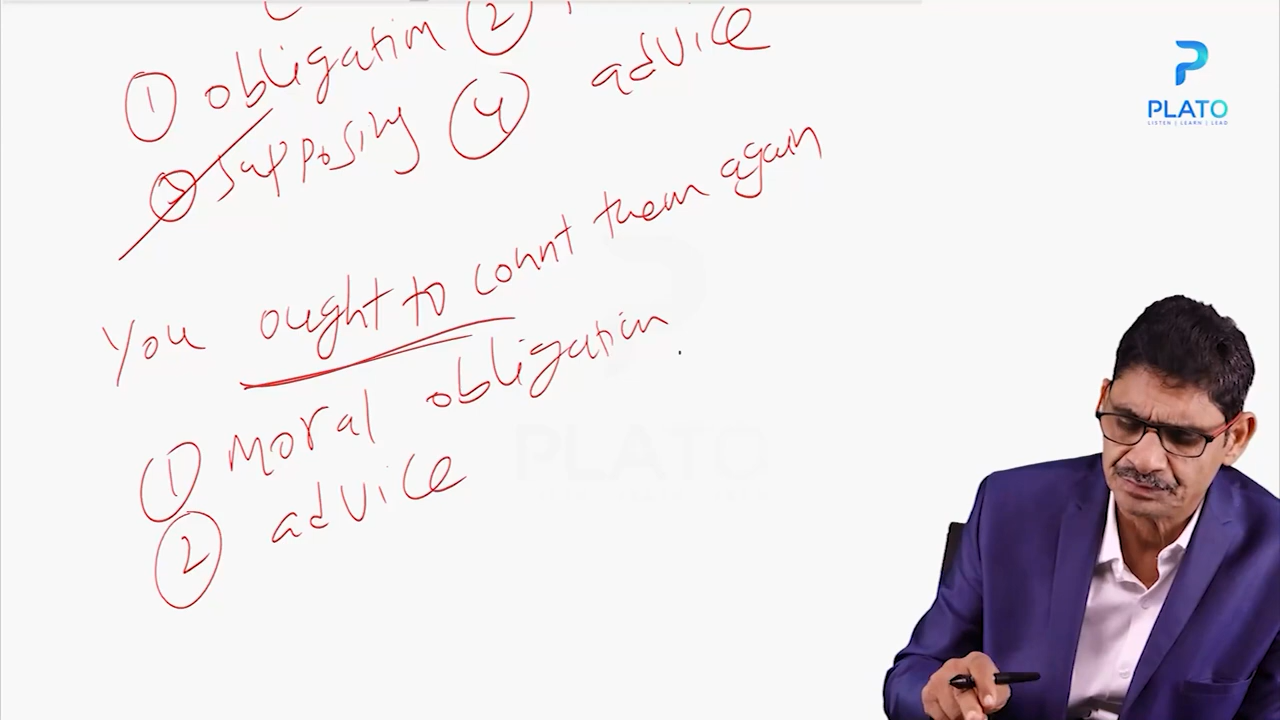 ① obligation ②
③ supposing ④ advice
You ought to count them again
① moral obligation
② advice
PLATO
LISTEN | LEARN | LEAD
PLATO